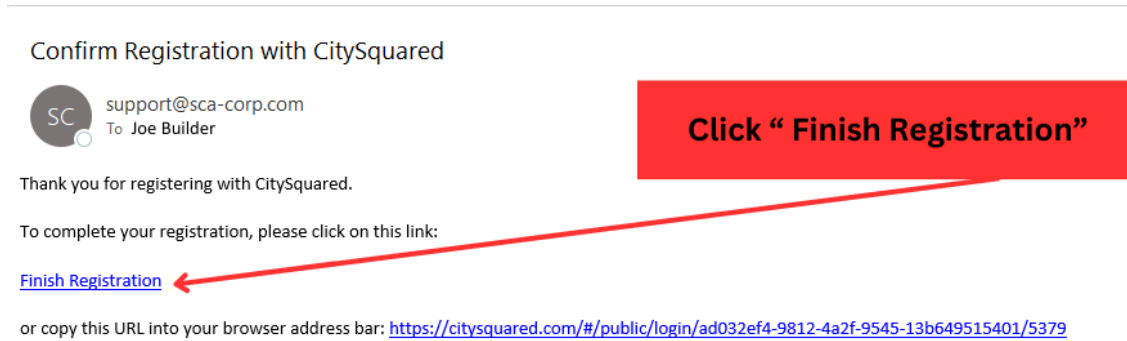 Confirm Registration with CitySquared
SC
support@sca-corp.com
To Joe Builder
Click “ Finish Registration”
Thank you for registering with CitySquared.
To complete your registration, please click on this link:
Finish Registration
or copy this URL into your browser address bar: https://citysquared.com/#/public/login/ad032ef4-9812-4a2f-9545-13b649515401/5379